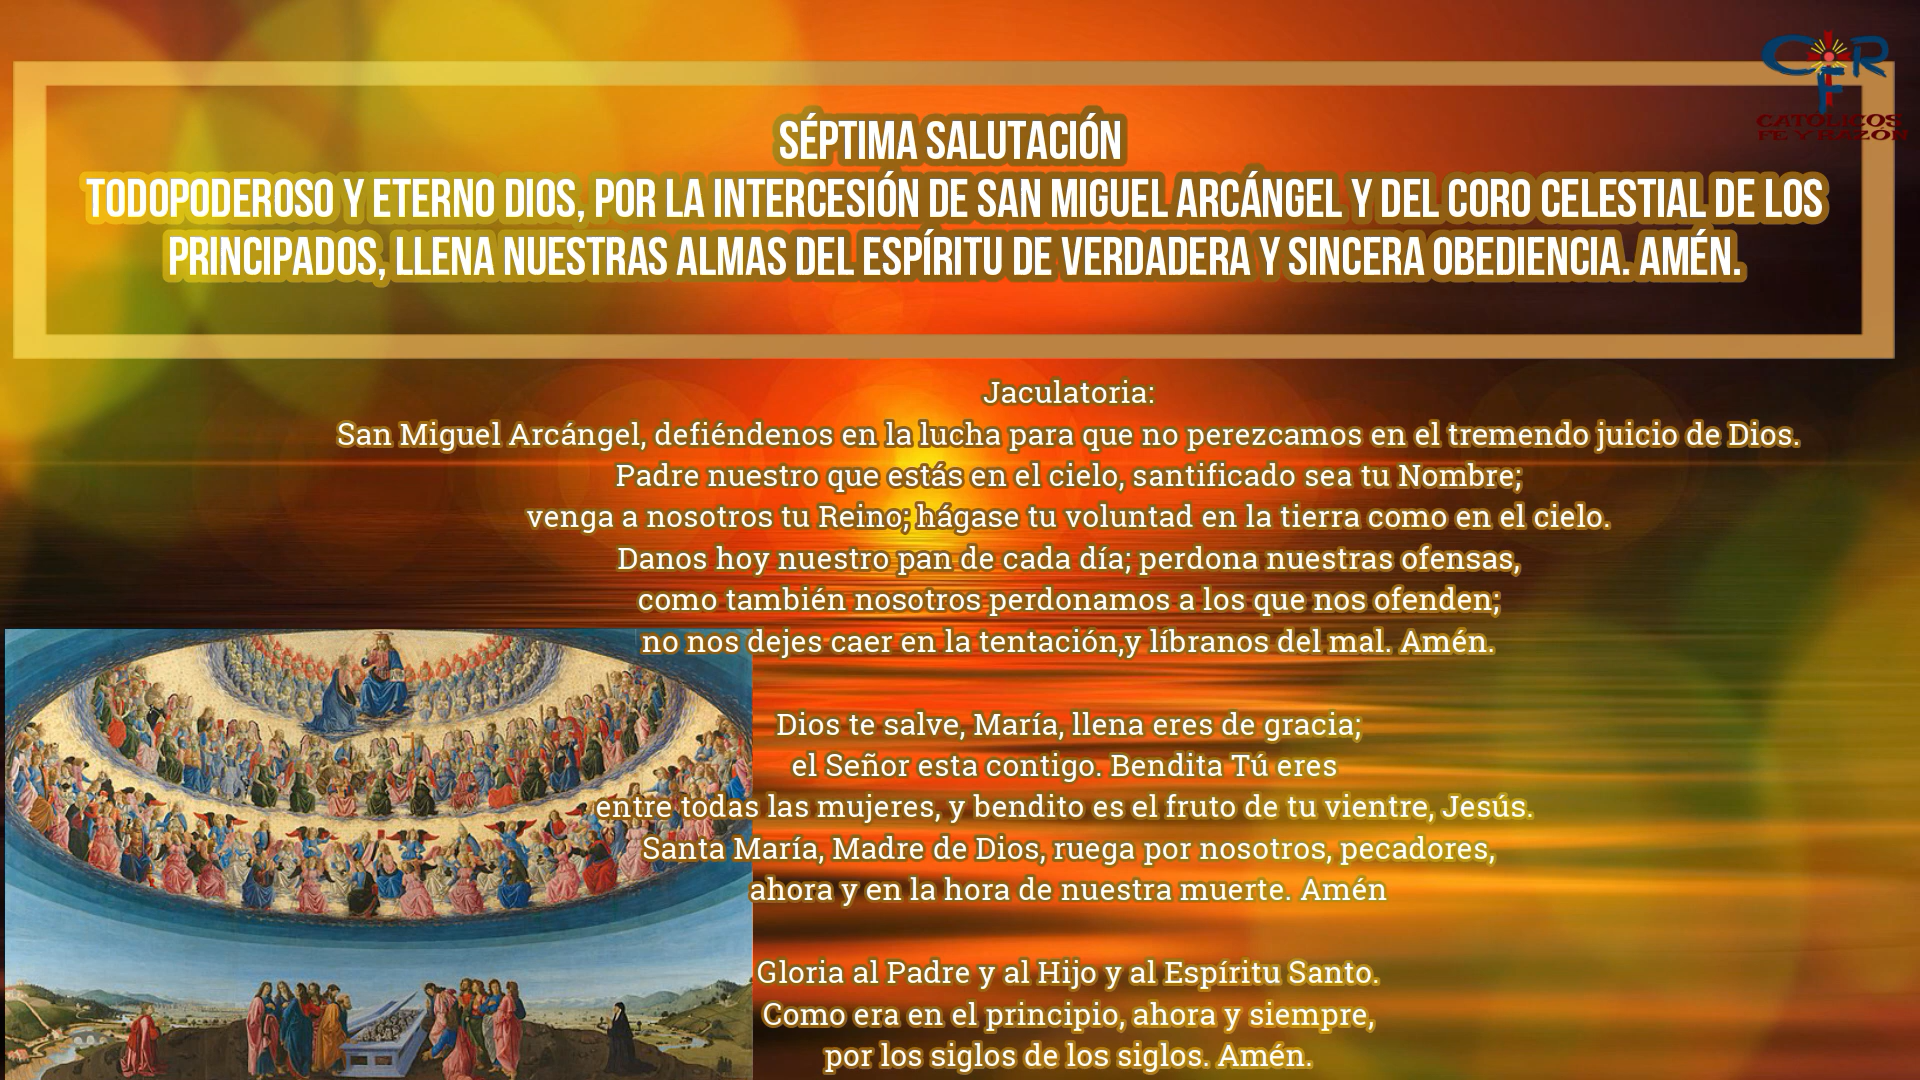 CFR
CATÓLICOS
FE Y RAZÓN
SÉPTIMA SALUTACIÓN
TODOPODEROSO Y ETERNO DIOS, POR LA INTERCESIÓN DE SAN MIGUEL ARCÁNGEL Y DEL CORO CELESTIAL DE LOS
PRINCIPADOS, LLENA NUESTRAS ALMAS DEL ESPÍRITU DE VERDADERA Y SINCERA OBEDIENCIA. AMÉN.
Jaculatoria:
San Miguel Arcángel, defiéndenos en la lucha para que no perezcamos en el tremendo juicio de Dios.
Padre nuestro que estás en el cielo, santificado sea tu Nombre;
venga a nosotros tu Reino; hágase tu voluntad en la tierra como en el cielo.
Danos hoy nuestro pan de cada día; perdona nuestras ofensas,
como también nosotros perdonamos a los que nos ofenden;
no nos dejes caer en la tentación,y líbranos del mal. Amén.
Dios te salve, María, llena eres de gracia;
el Señor esta contigo. Bendita Tú eres
entre todas las mujeres, y bendito es el fruto de tu vientre, Jesús.
Santa María, Madre de Dios, ruega por nosotros, pecadores,
ahora y en la hora de nuestra muerte. Amén
Gloria al Padre y al Hijo y al Espíritu Santo.
Como era en el principio, ahora y siempre,
por los siglos de los siglos. Amén.